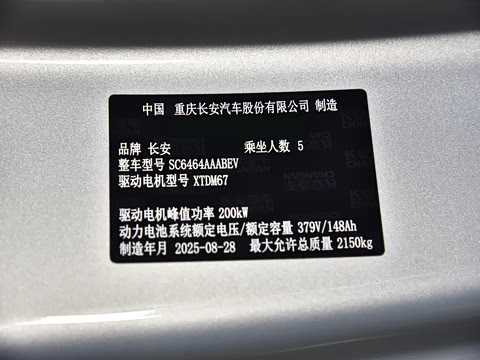 中国 重庆长安汽车股份有限公司 制造
品牌 长安 乘坐人数 5
整车型号 SC6464AAABEV
驱动电机型号 XTDM67
驱动电机峰值功率 200kW
动力电池系统额定电压/额定容量 379V/148Ah
制造年月 2025-08-28 最大允许总质量 2150kg